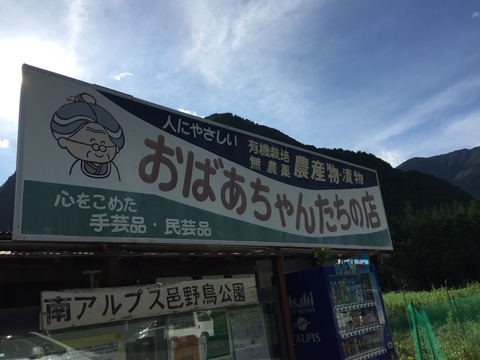 人にやさしい
有機栽培
無農薬
農産物・漬物
おばあちゃんたちの店
心をこめた
手芸品・民芸品
南アルプス邑野鳥公園
Asahi
CALPIS